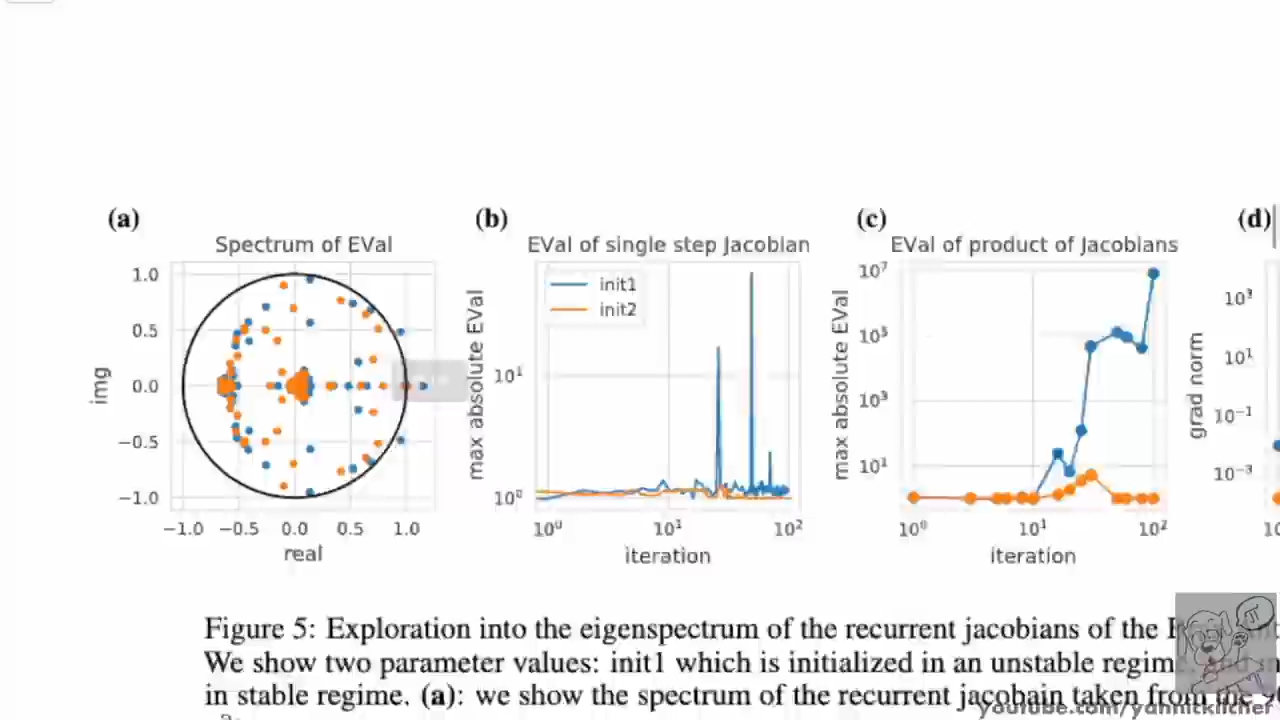 (a) (b) (c) (d)
Spectrum of EVal EVal of single step Jacobian EVal of product of Jacobians
1.0
0.5
0.0
−0.5
−1.0
img
−1.0 −0.5 0.0 0.5 1.0
real
max absolute EVal
10¹
10⁰
init1
init2
10⁰ 10¹ 10²
iteration
max absolute EVal
10⁷
10⁵
10³
10¹
10⁰ 10¹ 10²
iteration
grad norm
10³
10¹
10⁻¹
10⁻³
Figure 5: Exploration into the eigenspectrum of the recurrent jacobians of the
We show two parameter values: init1 which is initialized in an unstable regime,
in stable regime. (a): we show the spectrum of the recurrent jacobain taken from the
youtube.com/yannickilcher